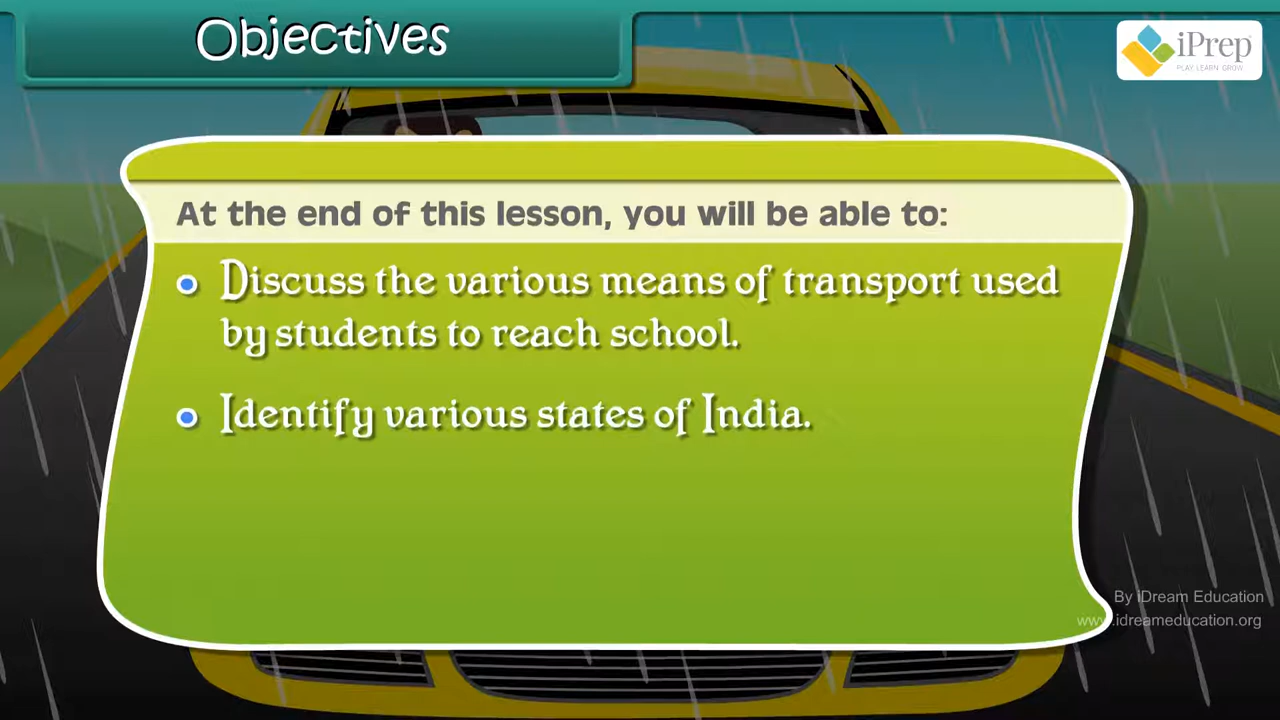 Objectives
iPrep
PLAY. LEARN. GROW.
At the end of this lesson, you will be able to:
Discuss the various means of transport used
by students to reach school.
Identify various states of India.
By iDream Education
www.idreameducation.org